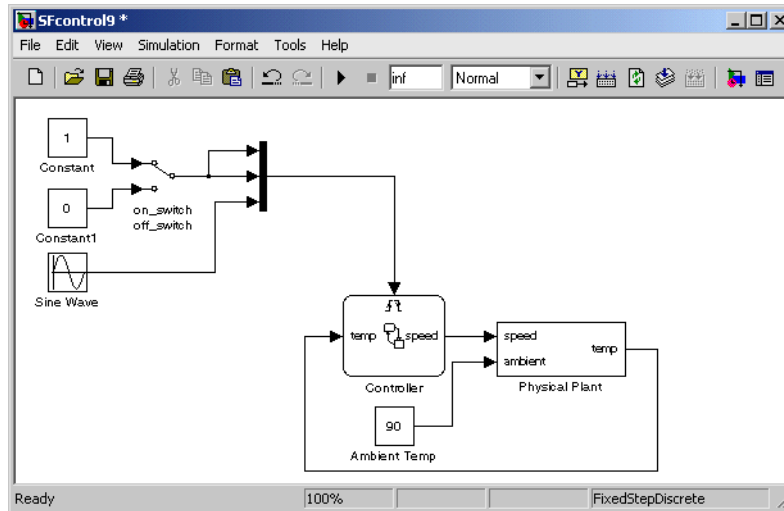 SFcontrol9 *
File Edit View Simulation Format Tools Help
inf Normal
1
Constant
0
Constant1
on_switch
off_switch
Sine Wave
temp speed
Controller
speed
ambient
temp
Physical Plant
90
Ambient Temp
Ready 100% FixedStepDiscrete